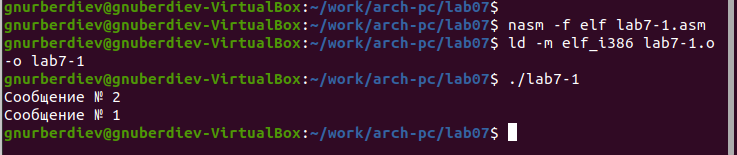 gnurberdiev@gnuberdiev-VirtualBox:~/work/arch-pc/lab07$
gnurberdiev@gnuberdiev-VirtualBox:~/work/arch-pc/lab07$ nasm -f elf lab7-1.asm
gnurberdiev@gnuberdiev-VirtualBox:~/work/arch-pc/lab07$ ld -m elf_i386 lab7-1.o
-o lab7-1
gnurberdiev@gnuberdiev-VirtualBox:~/work/arch-pc/lab07$ ./lab7-1
Сообщение № 2
Сообщение № 1
gnurberdiev@gnuberdiev-VirtualBox:~/work/arch-pc/lab07$